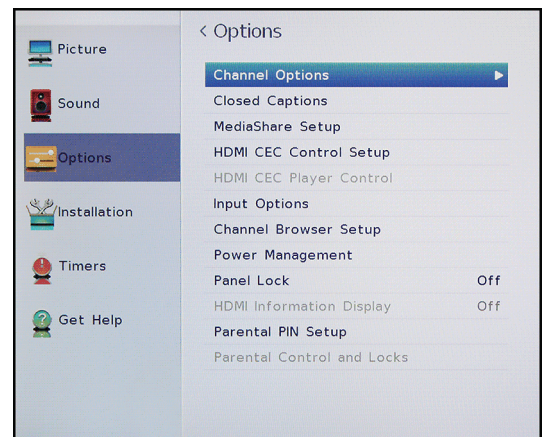 Picture
Sound
Options
Installation
Timers
Get Help
< Options
Channel Options
Closed Captions
MediaShare Setup
HDMI CEC Control Setup
HDMI CEC Player Control
Input Options
Channel Browser Setup
Power Management
Panel Lock Off
HDMI Information Display Off
Parental PIN Setup
Parental Control and Locks